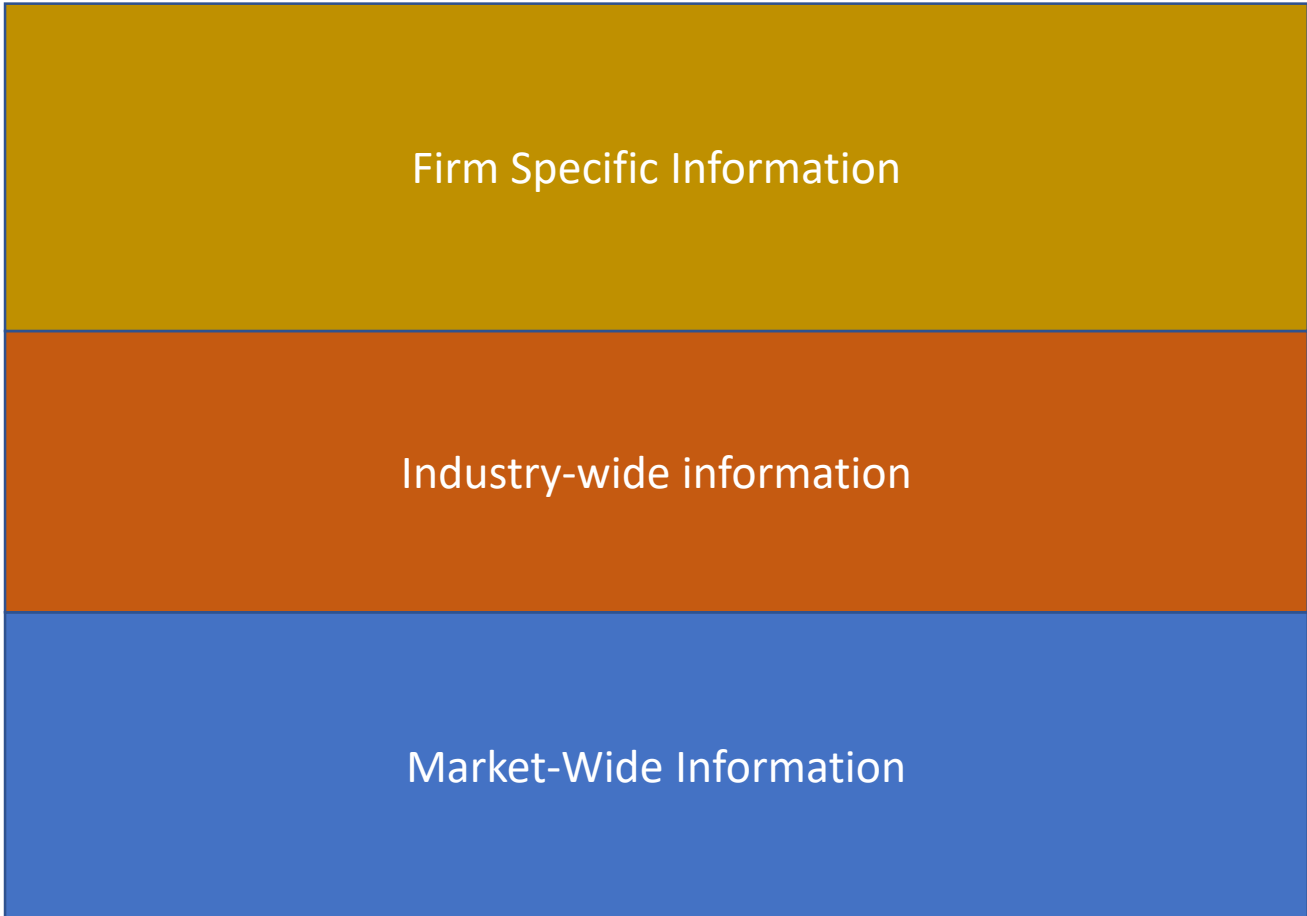 Firm Specific Information
Industry-wide information
Market-Wide Information